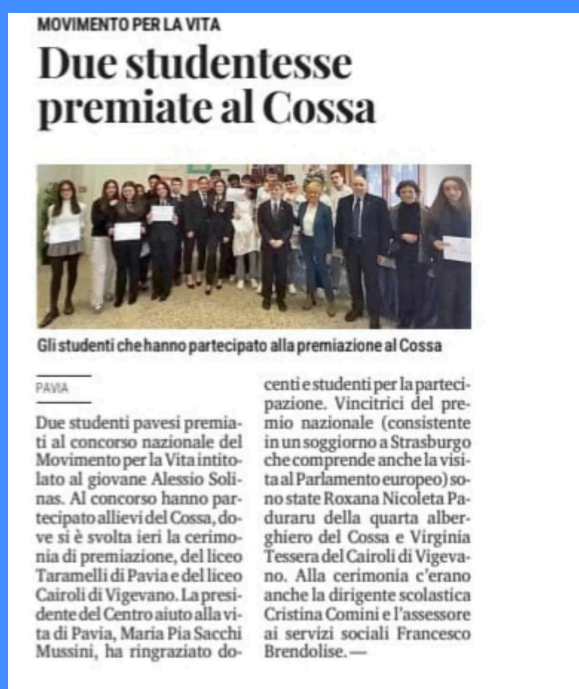 MOVIMENTO PER LA VITA
Due studentesse
premiate al Cossa
Gli studenti che hanno partecipato alla premiazione al Cossa
PAVIA
Due studenti pavesi premia-
ti al concorso nazionale del
Movimento per la Vita intito-
lato al giovane Alessio Soli-
nas. Al concorso hanno par-
tecipato allievi del Cossa, do-
ve si è svolta ieri la cerimo-
nia di premiazione, del liceo
Taramelli di Pavia e del liceo
Cairoli di Vigevano. La presi-
dente del Centro aiuto alla vi-
ta di Pavia, Maria Pia Sacchi
Mussini, ha ringraziato do-
centi e studenti per la parteci-
pazione. Vincitrici del pre-
mio nazionale (consistente
in un soggiorno a Strasburgo
che comprende anche la visi-
ta al Parlamento europeo) so-
no state Roxana Nicoleta Pa-
duraru della quarta alber-
ghiero del Cossa e Virginia
Tessera del Cairoli di Vigeva-
no. Alla cerimonia c'erano
anche la dirigente scolastica
Cristina Comini e l'assessore
ai servizi sociali Francesco
Brendolise. —